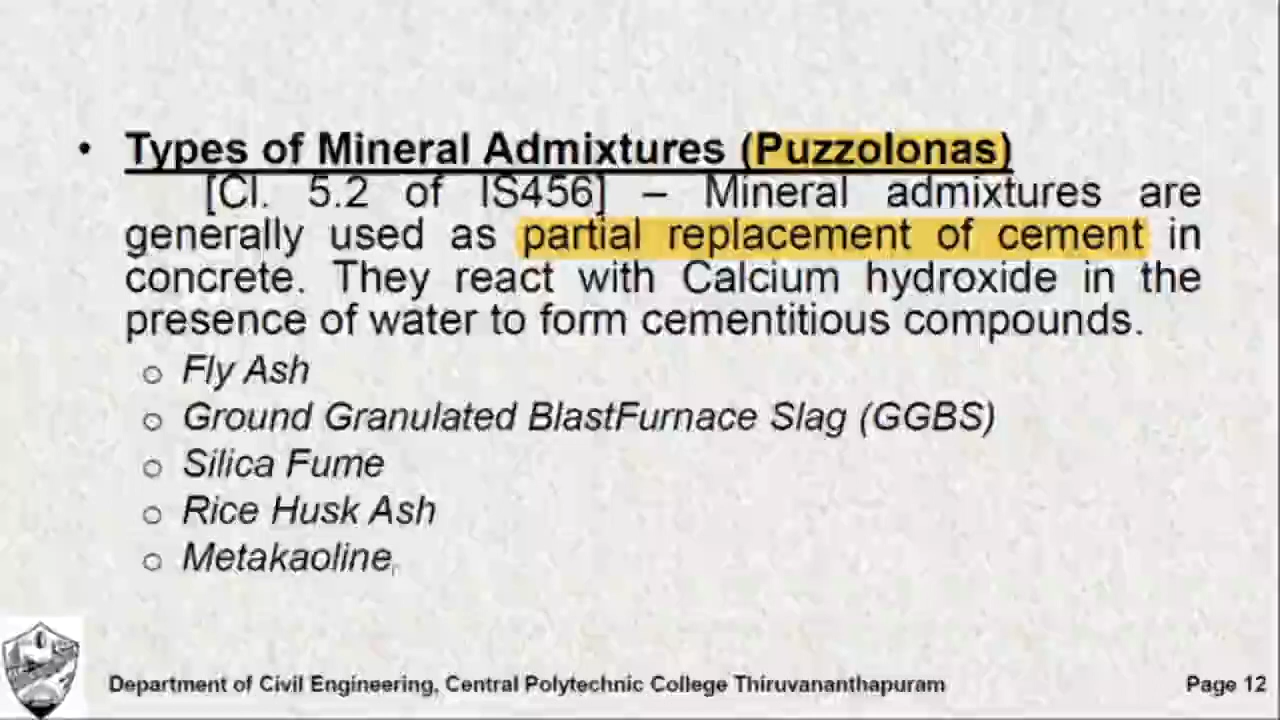 • Types of Mineral Admixtures (Puzzolonas)
[Cl. 5.2 of IS456] – Mineral admixtures are
generally used as partial replacement of cement in
concrete. They react with Calcium hydroxide in the
presence of water to form cementitious compounds.
○ Fly Ash
○ Ground Granulated BlastFurnace Slag (GGBS)
○ Silica Fume
○ Rice Husk Ash
○ Metakaoline
Department of Civil Engineering, Central Polytechnic College Thiruvananthapuram Page 12